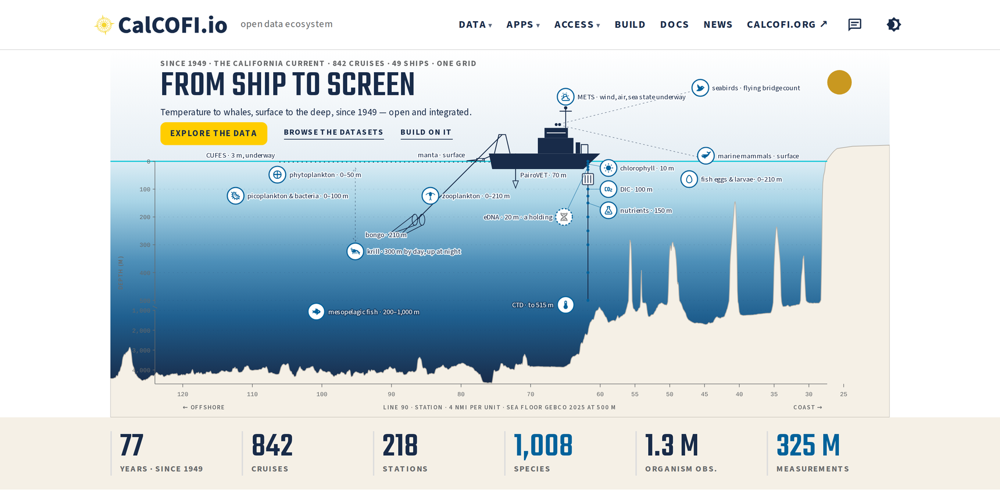 CalCOFI.io
open data ecosystem
DATA ▾ APPS ▾ ACCESS ▾ BUILD DOCS NEWS CALCOFI.ORG ↗
SINCE 1949 · THE CALIFORNIA CURRENT · 842 CRUISES · 49 SHIPS · ONE GRID
FROM SHIP TO SCREEN
Temperature to whales, surface to the deep, since 1949 — open and integrated.
EXPLORE THE DATA
BROWSE THE DATASETS
BUILD ON IT
seabirds · flying bridge count
METS · wind, air, sea state underway
CUFES · 3 m, underway
manta · surface
marine mammals · surface
chlorophyll · 10 m
phytoplankton · 0–50 m
PairoVET · 70 m
fish eggs & larvae · 0–210 m
picoplankton & bacteria · 0–100 m
zooplankton · 0–210 m
DIC · 100 m
CO₂
nutrients · 150 m
eDNA · 20 m · a holding
bongo · 210 m
krill · 300 m by day, up at night
CTD · to 515 m
mesopelagic fish · 200–1,000 m
DEPTH (M)
0
100
200
300
400
500
1,000
2,000
3,000
4,000
120 110 100 90 80 70 60 55 50 45 40 35 30 25
← OFFSHORE
LINE 90 · STATION · 4 NMI PER UNIT · SEA FLOOR GEBCO 2025 AT 500 M
COAST →
77
YEARS · SINCE 1949
842
CRUISES
218
STATIONS
1,008
SPECIES
1.3 M
ORGANISM OBS.
325 M
MEASUREMENTS